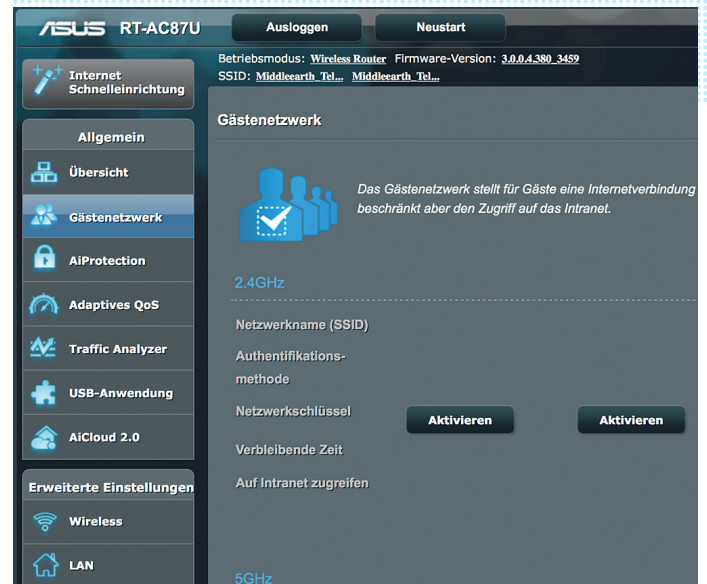 ASUS RT-AC87U Ausloggen Neustart
Betriebsmodus: Wireless Router Firmware-Version: 3.0.0.4.380_3459
SSID: Middleearth_Tel... Middleearth_Tel...
Internet
Schnelleinrichtung
Allgemein
Übersicht
Gästenetzwerk
AiProtection
Adaptives QoS
Traffic Analyzer
USB-Anwendung
AiCloud 2.0
Erweiterte Einstellungen
Wireless
LAN
Gästenetzwerk
Das Gästenetzwerk stellt für Gäste eine Internetverbindung
beschränkt aber den Zugriff auf das Intranet.
2.4GHz
Netzwerkname (SSID)
Authentifikations-
methode
Netzwerkschlüssel
Aktivieren Aktivieren
Verbleibende Zeit
Auf Intranet zugreifen
5GHz